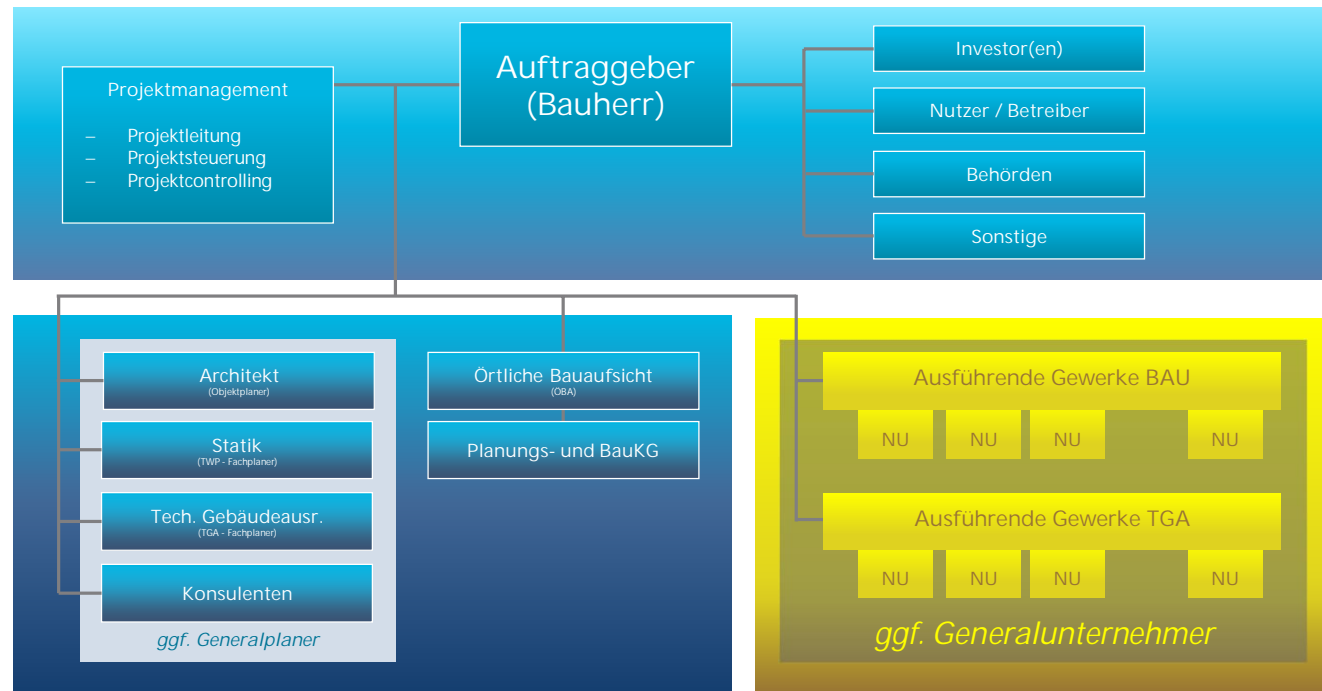 Projektmanagement
– Projektleitung
– Projektsteuerung
– Projektcontrolling
Auftraggeber
(Bauherr)
Investor(en)
Nutzer / Betreiber
Behörden
Sonstige
Architekt
(Objektplaner)
Statik
(TWP - Fachplaner)
Tech. Gebäudeausr.
(TGA - Fachplaner)
Konsulenten
ggf. Generalplaner
Örtliche Bauaufsicht
(ÖBA)
Planungs- und BauKG
Ausführende Gewerke BAU
NU NU NU NU
Ausführende Gewerke TGA
NU NU NU NU
ggf. Generalunternehmer